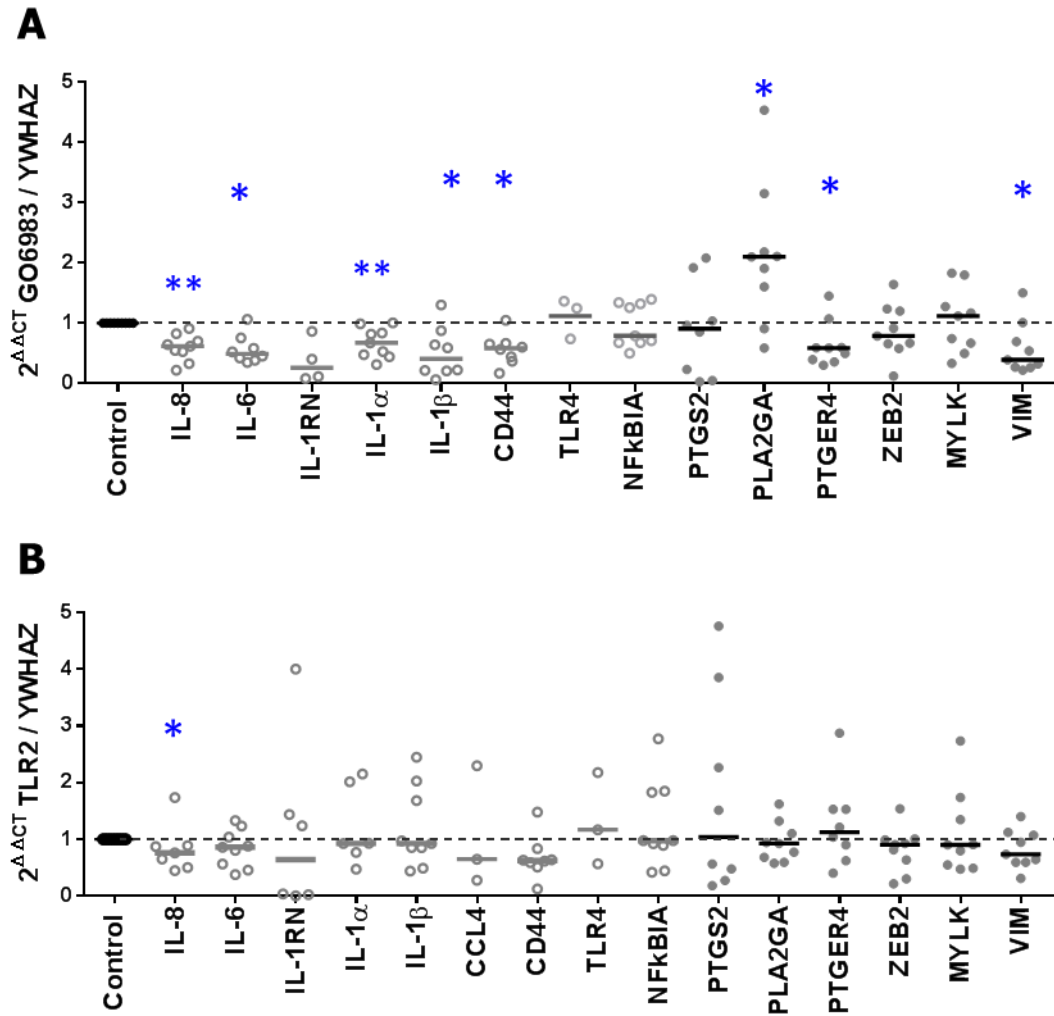 A
2ΔΔCT GO6983 / YWHAZ
5
4
3
2
1
0
*
**
*
**
*
*
*
*
*
Control
IL-8
IL-6
IL-1RN
IL-1α
IL-1β
CD44
TLR4
NFkBIA
PTGS2
PLA2GA
PTGER4
ZEB2
MYLK
VIM
B
2ΔΔCT TLR2 / YWHAZ
5
4
3
2
1
0
*
Control
IL-8
IL-6
IL-1RN
IL-1α
IL-1β
CCL4
CD44
TLR4
NFkBIA
PTGS2
PLA2GA
PTGER4
ZEB2
MYLK
VIM